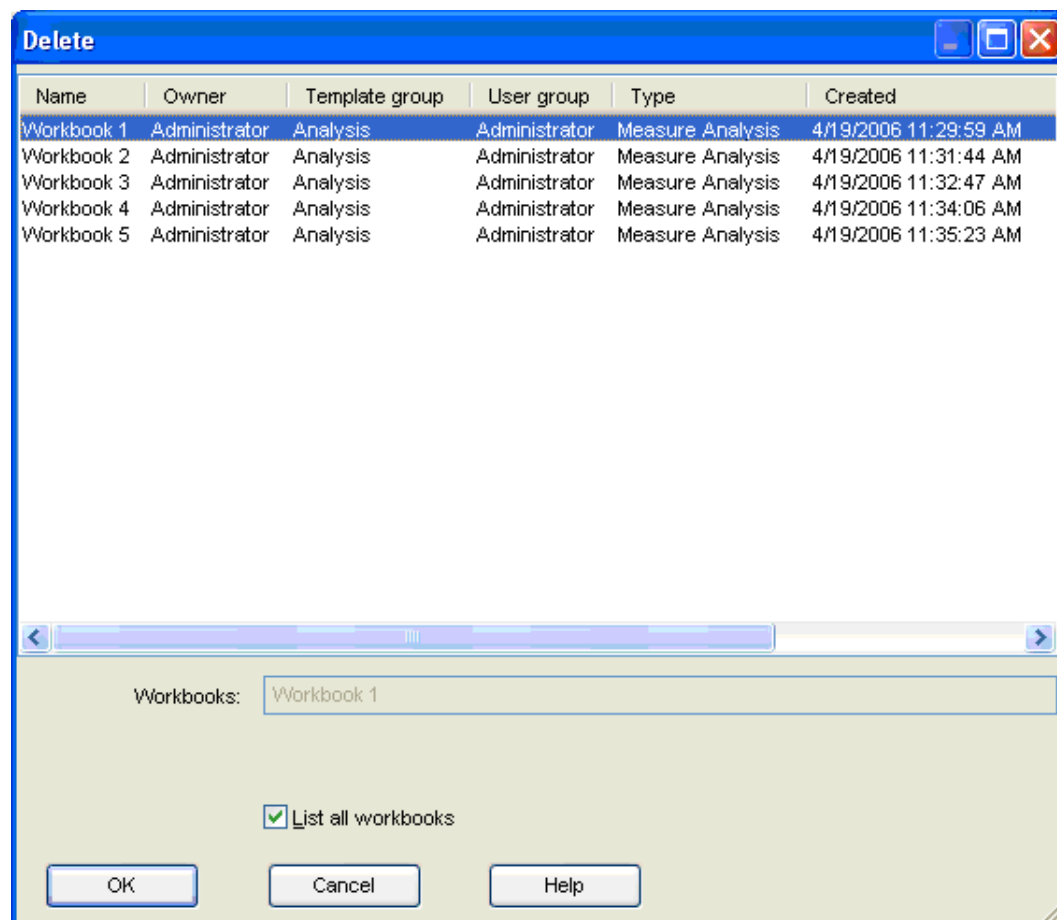 Delete
Name Owner Template group User group Type Created
Workbook 1 Administrator Analysis Administrator Measure Analysis 4/19/2006 11:29:59 AM
Workbook 2 Administrator Analysis Administrator Measure Analysis 4/19/2006 11:31:44 AM
Workbook 3 Administrator Analysis Administrator Measure Analysis 4/19/2006 11:32:47 AM
Workbook 4 Administrator Analysis Administrator Measure Analysis 4/19/2006 11:34:06 AM
Workbook 5 Administrator Analysis Administrator Measure Analysis 4/19/2006 11:35:23 AM
Workbooks: Workbook 1
List all workbooks
OK Cancel Help